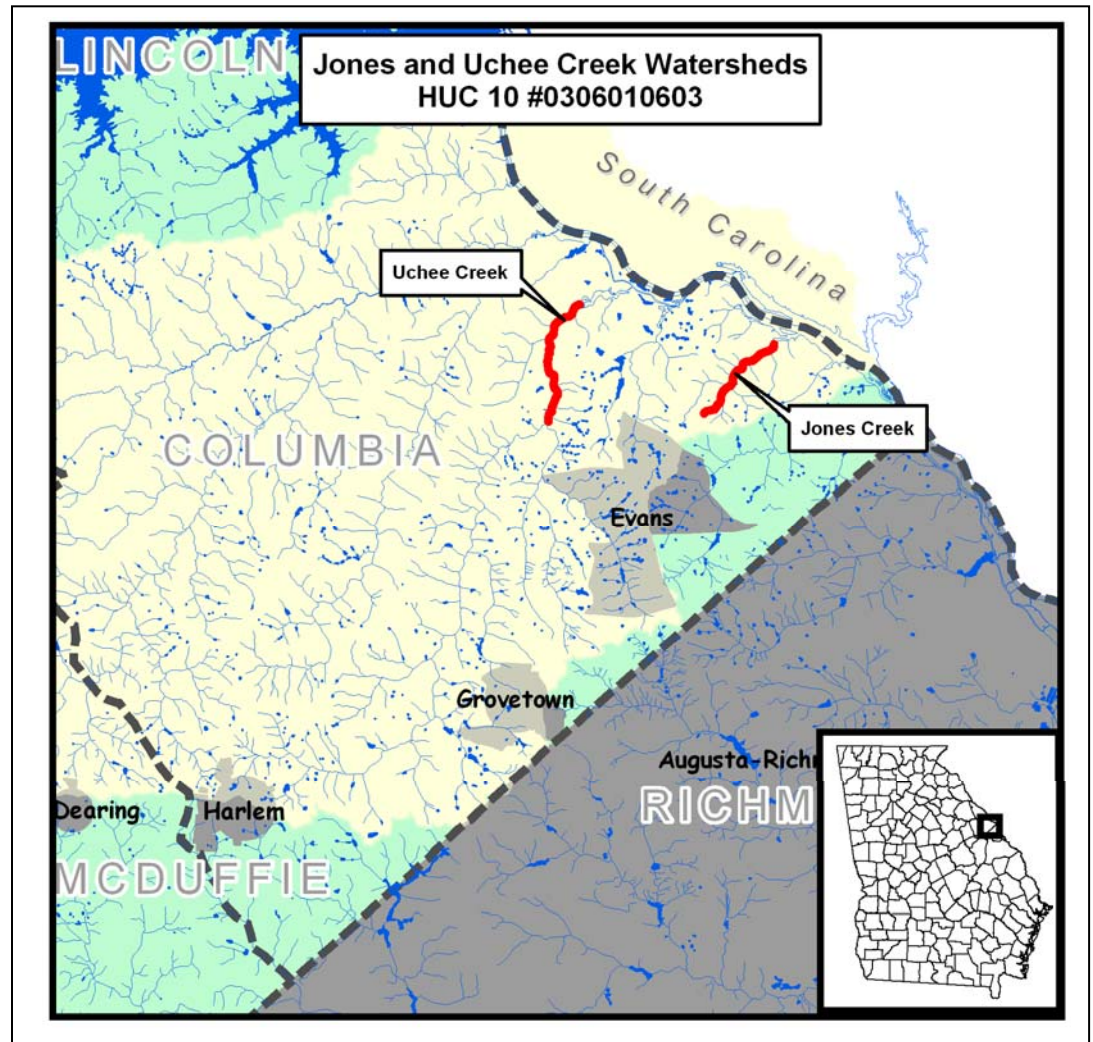 LINCOLN
Jones and Uchee Creek Watersheds
HUC 10 #0306010603
South Carolina
Uchee Creek
Jones Creek
COLUMBIA
Evans
Grovetown
Augusta-Richm
RICHM
Dearing
Harlem
MCDUFFIE